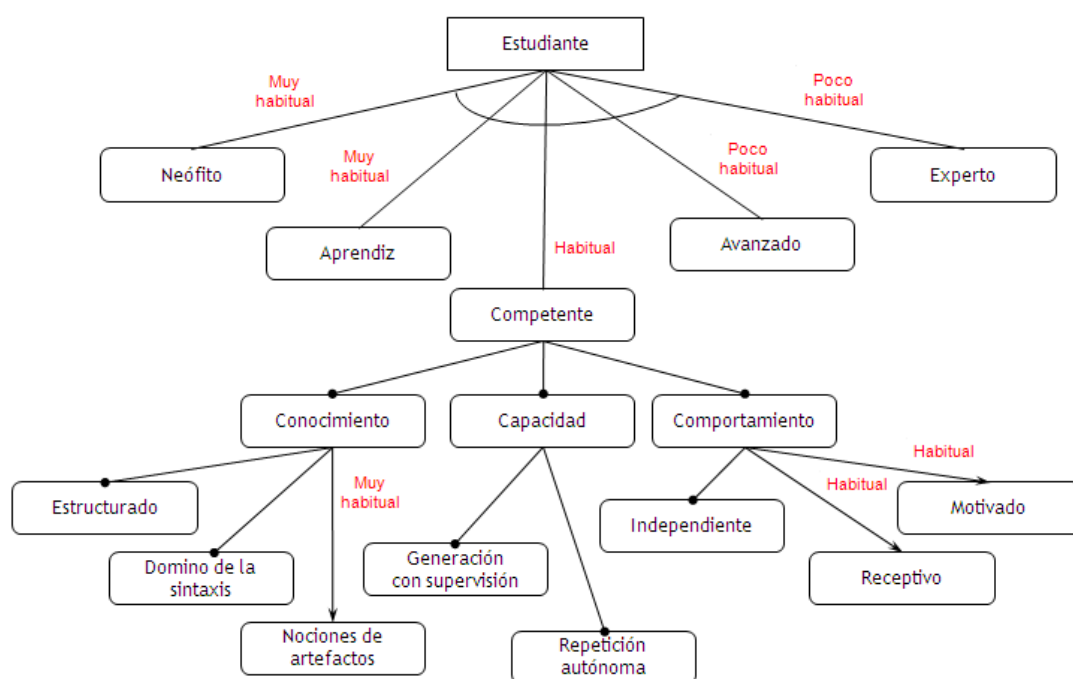 Estudiante
Muy
habitual
Poco
habitual
Neófito
Muy
habitual
Poco
habitual
Experto
Aprendiz
Habitual
Avanzado
Competente
Conocimiento
Capacidad
Comportamiento
Estructurado
Muy
habitual
Habitual
Habitual
Motivado
Independiente
Domino de la
sintaxis
Generación
con supervisión
Receptivo
Nociones de
artefactos
Repetición
autónoma